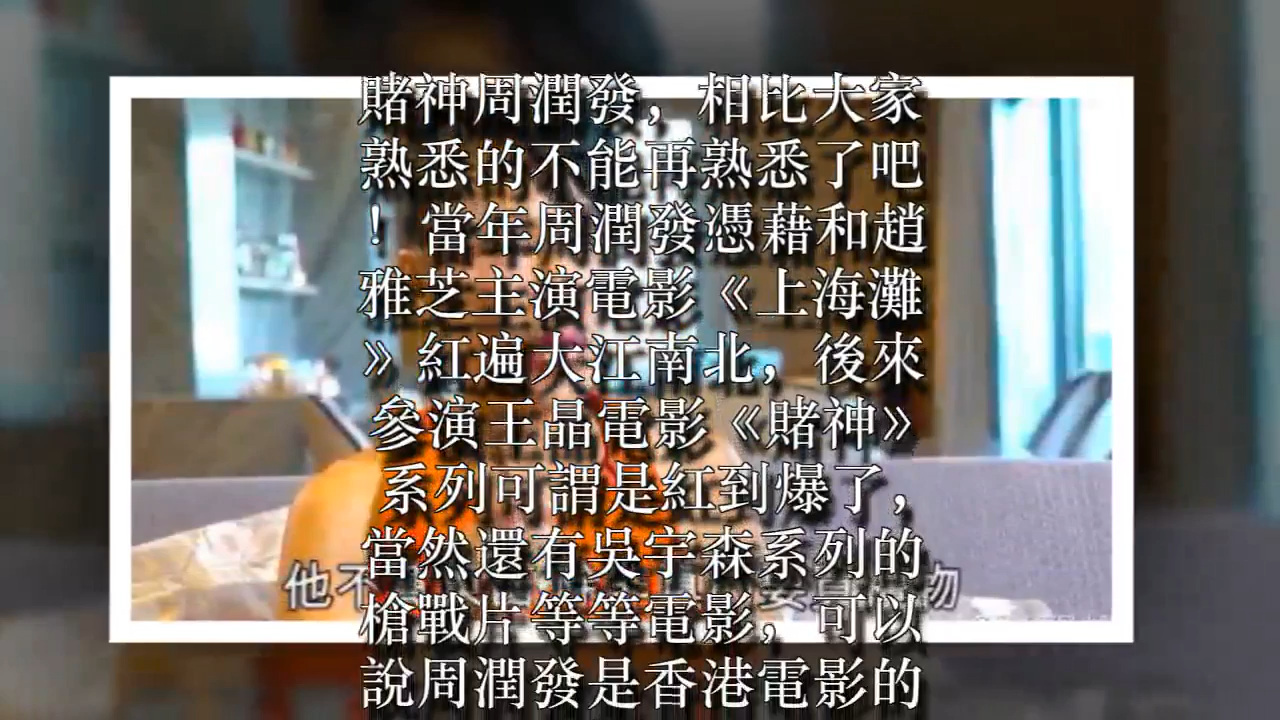 賭神周潤發，相比大家
熟悉的不能再熟悉了吧
！當年周潤發憑藉和趙
雅芝主演電影《上海灘
》紅遍大江南北，後來
參演王晶電影《賭神》
系列可謂是紅到爆了，
當然還有吳宇森系列的
槍戰片等等電影，可以
說周潤發是香港電影的
他不
物